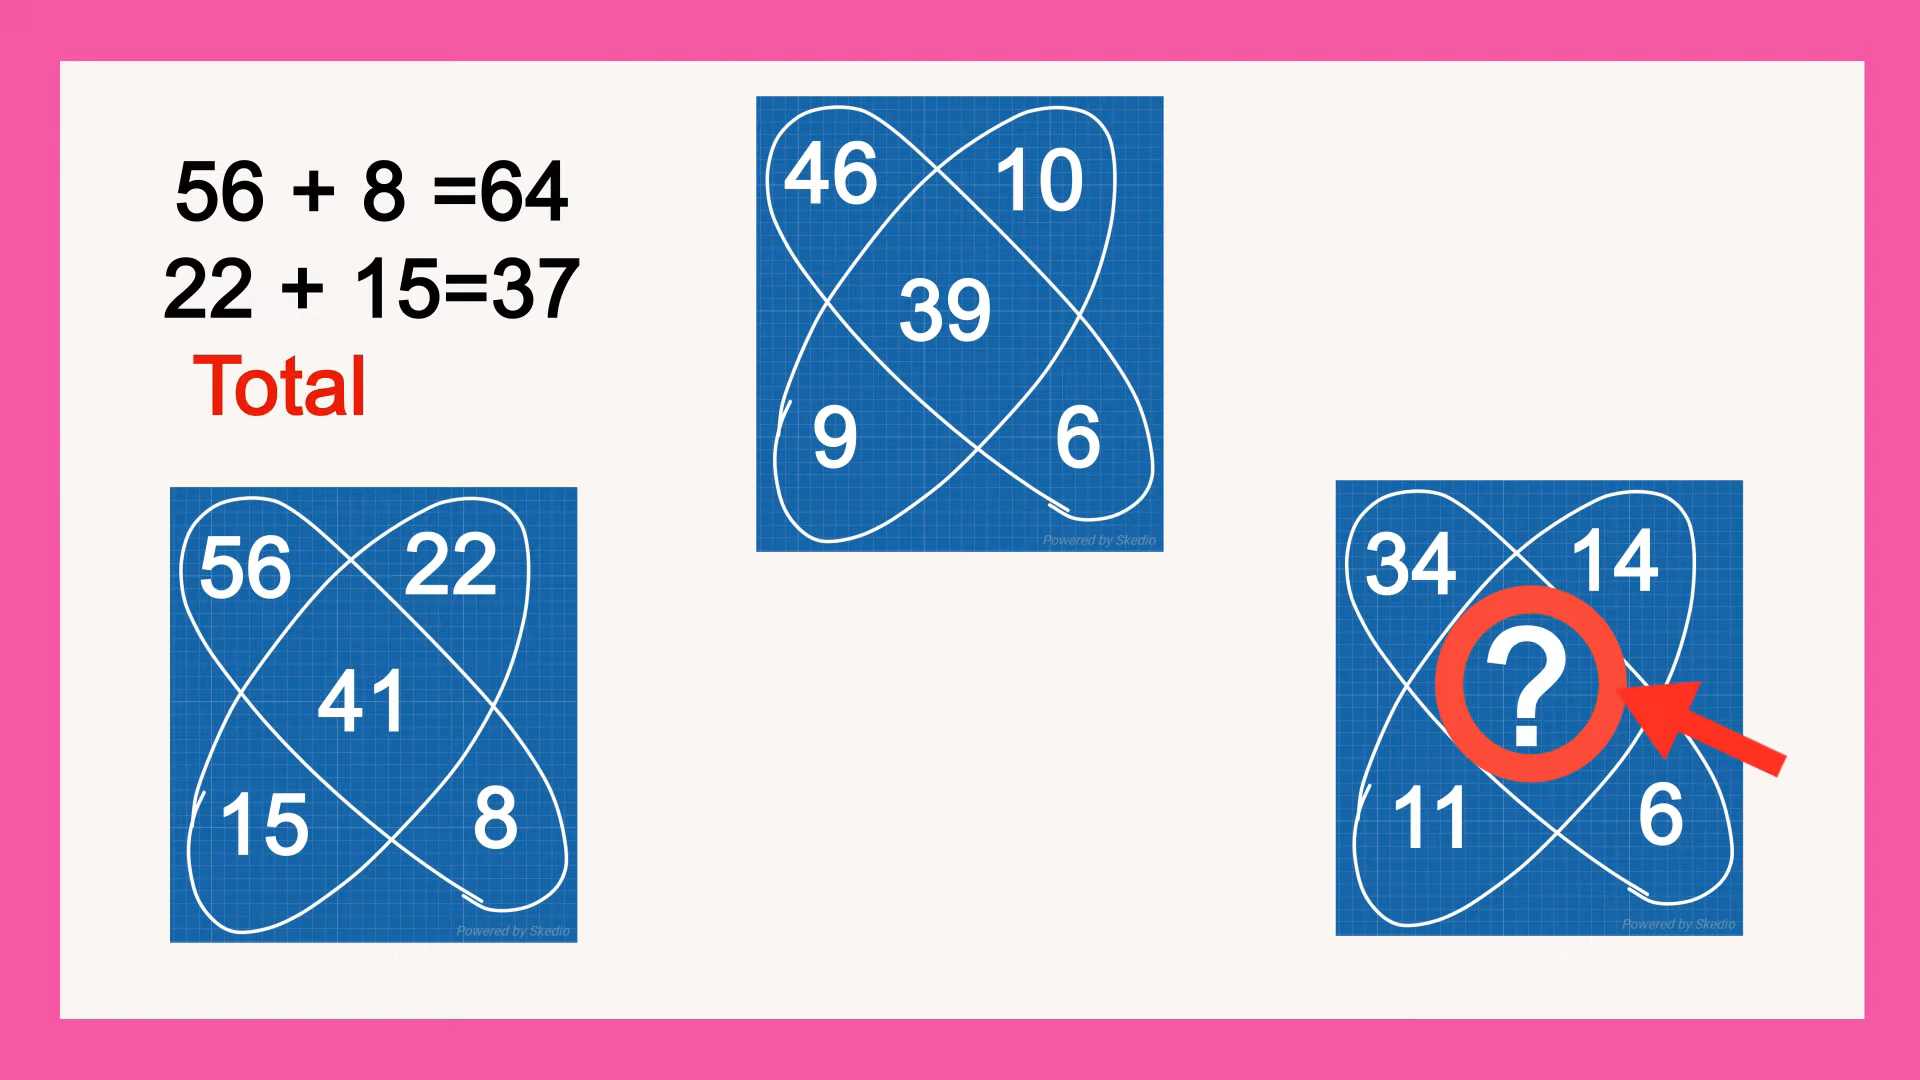 56 + 8 =64
22 + 15=37
Total
46 10
39
9 6
Powered by Skedio
56 22
41
15 8
Powered by Skedio
34 14
?
11 6
Powered by Skedio